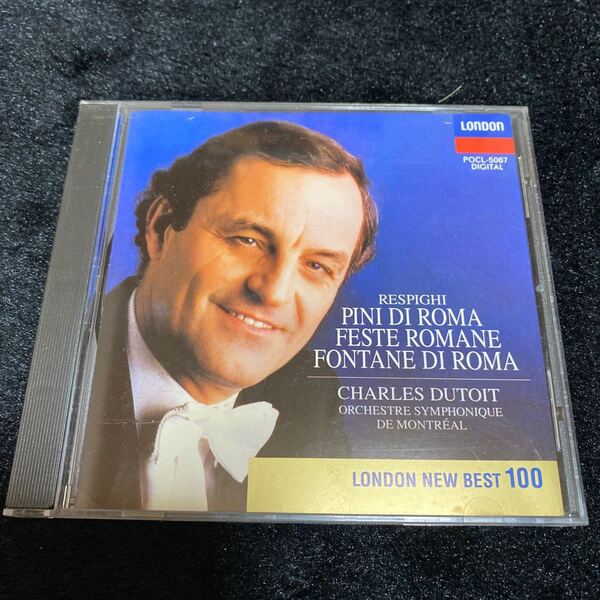 LONDON
POCL-5067
DIGITAL
RESPIGHI
PINI DI ROMA
FESTE ROMANE
FONTANE DI ROMA
CHARLES DUTOIT
ORCHESTRE SYMPHONIQUE
DE MONTRÉAL
LONDON NEW BEST 100